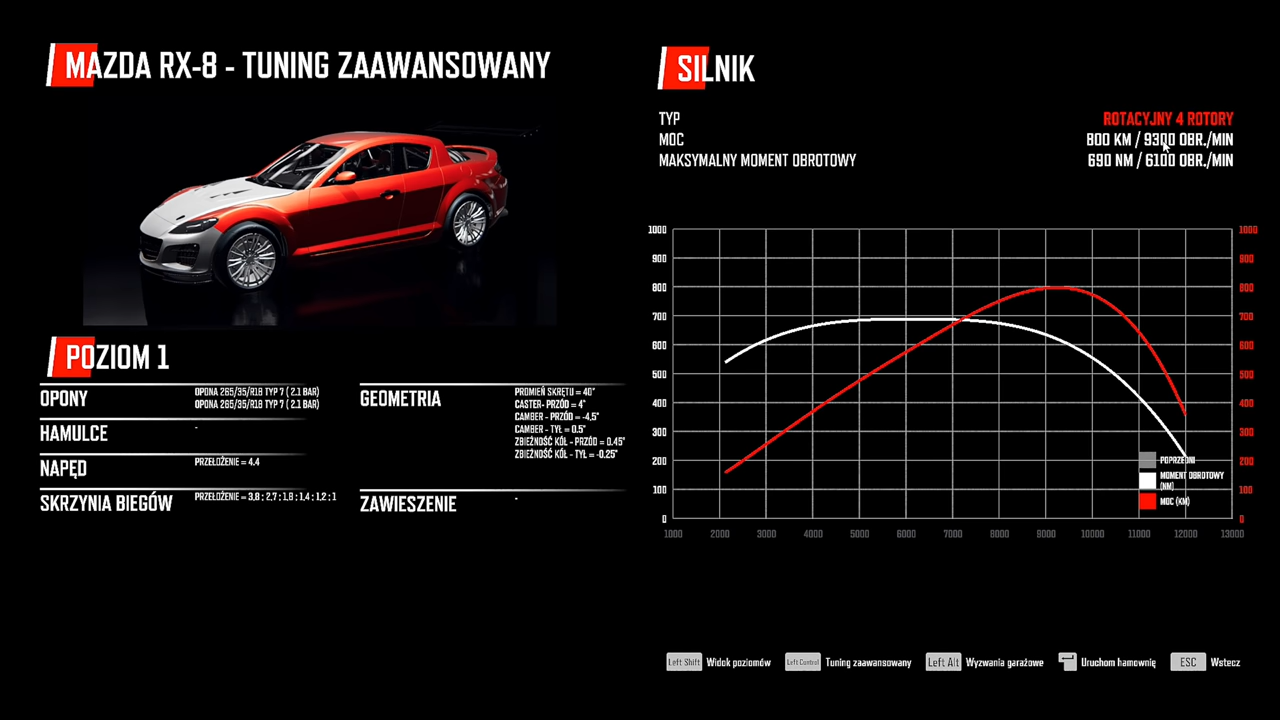 MAZDA RX-8 - TUNING ZAAWANSOWANY
POZIOM 1
OPONY
OPONA 265/35/R18 TYP 7 ( 2.1 BAR)
OPONA 265/35/R18 TYP 7 ( 2.1 BAR)
HAMULCE
-
NAPĘD
PRZEŁOŻENIE = 4.4
SKRZYNIA BIEGÓW
PRZEŁOŻENIE = 3,8 ; 2,7 ; 1,8 ; 1,4 ; 1,2 ; 1
GEOMETRIA
PROMIEŃ SKRĘTU = 40°
CASTER- PRZÓD = 4°
CAMBER - PRZÓD = -4.5°
CAMBER - TYŁ = 0.5°
ZBIEŻNOŚĆ KÓŁ - PRZÓD = 0.45°
ZBIEŻNOŚĆ KÓŁ - TYŁ = -0.25°
ZAWIESZENIE
-
SILNIK
TYP
ROTACYJNY 4 ROTORY
MOC
800 KM / 9300 OBR./MIN
MAKSYMALNY MOMENT OBROTOWY
690 NM / 6100 OBR./MIN
1000
900
800
700
600
500
400
300
200
100
0
1000
900
800
700
600
500
400
300
200
100
0
1000 2000 3000 4000 5000 6000 7000 8000 9000 10000 11000 12000 13000
POPRZEDNI
MOMENT OBROTOWY
(NM)
MOC (KM)
Left Shift Widok poziomów Left Control Tuning zaawansowany Left Alt Wyzwania garażowe Uruchom hamownię ESC Wstecz